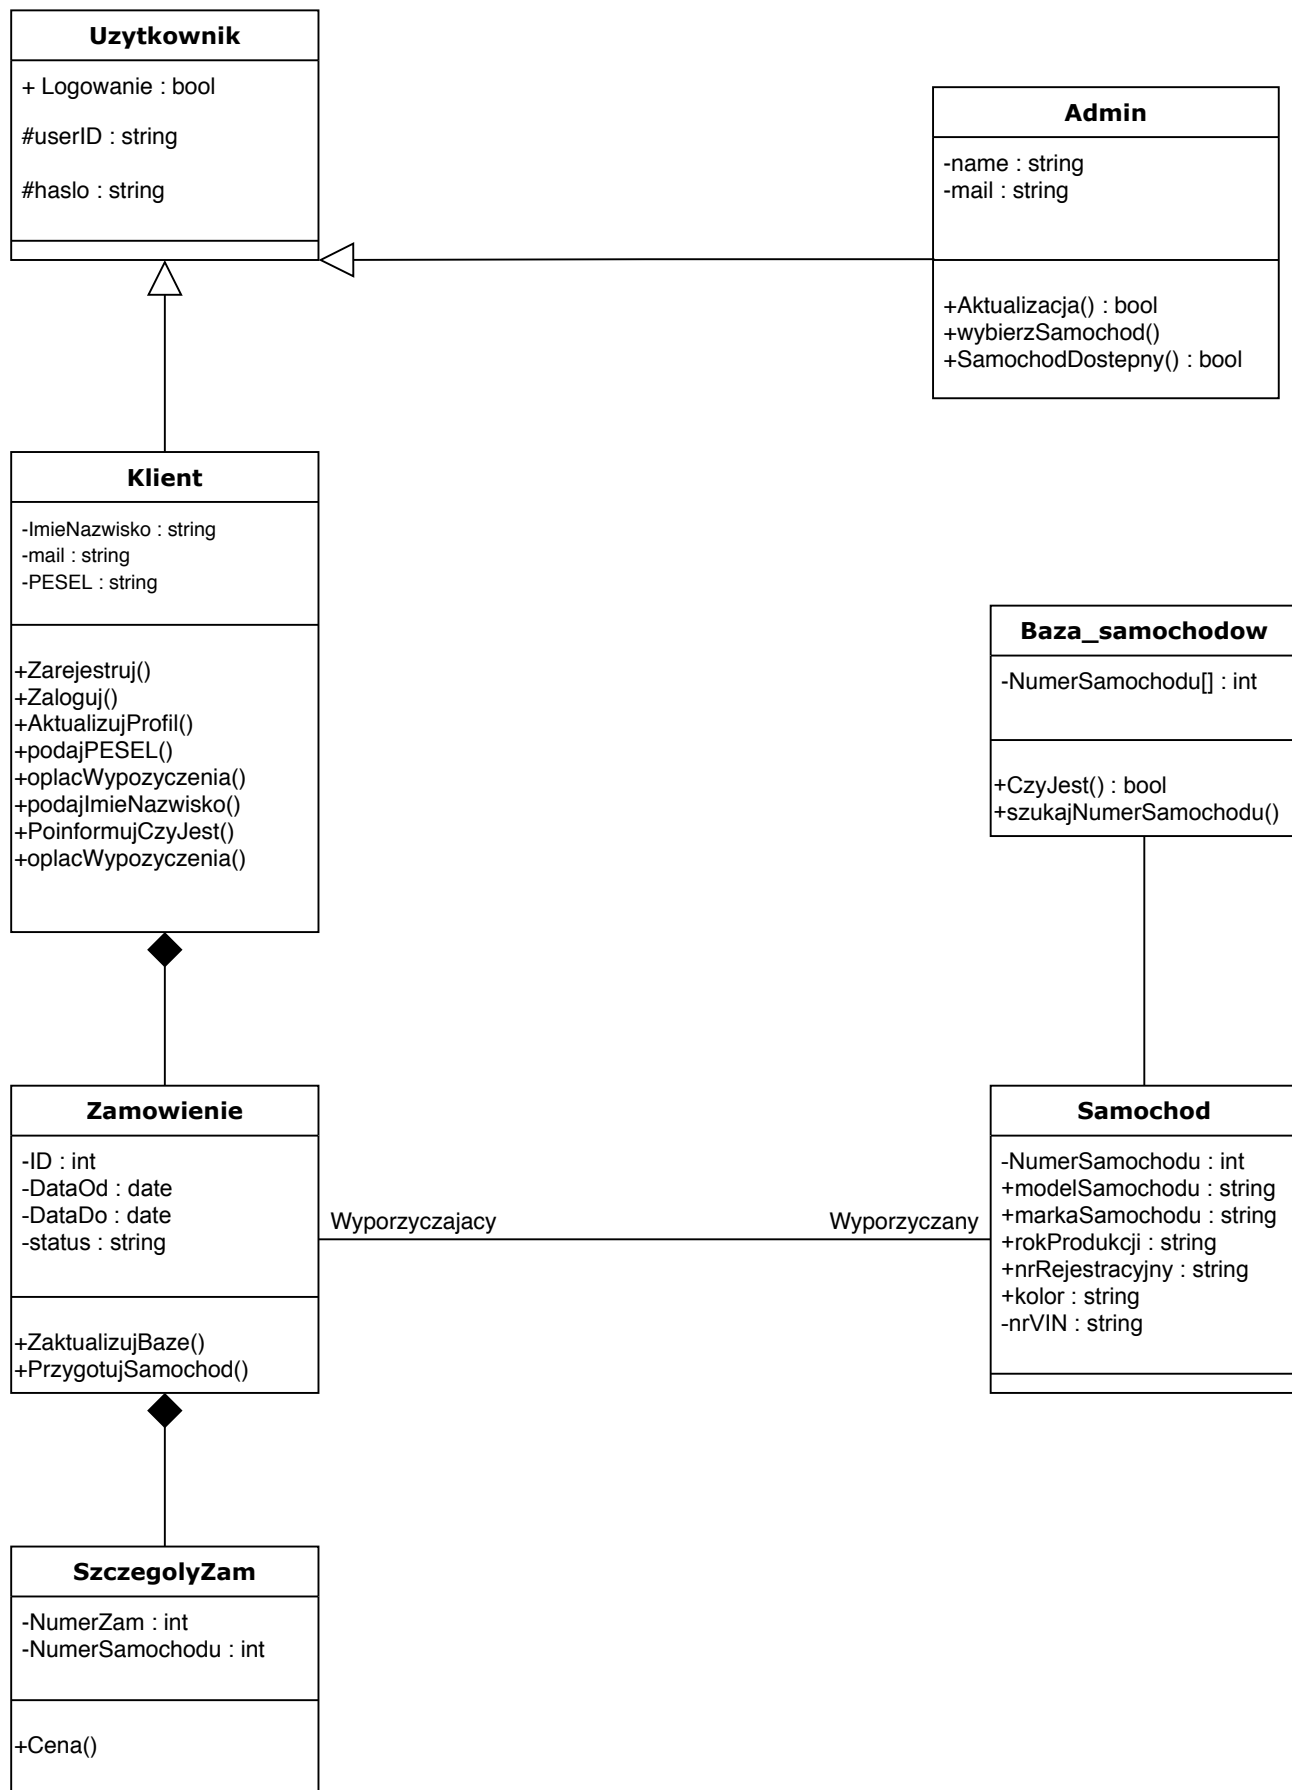 Uzytkownik
+ Logowanie : bool
#userID : string
#haslo : string
Admin
-name : string
-mail : string
+Aktualizacja() : bool
+wybierzSamochod()
+SamochodDostepny() : bool
Klient
-ImieNazwisko : string
-mail : string
-PESEL : string
+Zarejestruj()
+Zaloguj()
+AktualizujProfil()
+podajPESEL()
+oplacWypozyczenia()
+podajImieNazwisko()
+PoinformujCzyJest()
+oplacWypozyczenia()
Baza_samochodow
-NumerSamochodu[] : int
+CzyJest() : bool
+szukajNumerSamochodu()
Zamowienie
-ID : int
-DataOd : date
-DataDo : date
-status : string
+ZaktualizujBaze()
+PrzygotujSamochod()
Wyporzyczajacy
Wyporzyczany
Samochod
-NumerSamochodu : int
+modelSamochodu : string
+markaSamochodu : string
+rokProdukcji : string
+nrRejestracyjny : string
+kolor : string
-nrVIN : string
SzczegolyZam
-NumerZam : int
-NumerSamochodu : int
+Cena()